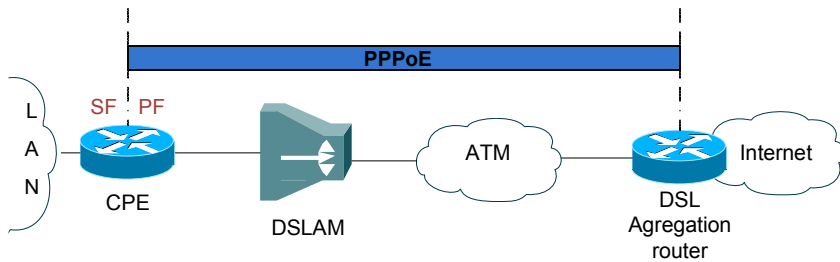 PPPoE
L
A
N
SF
PF
CPE
DSLAM
ATM
DSL
Agregation
router
Internet